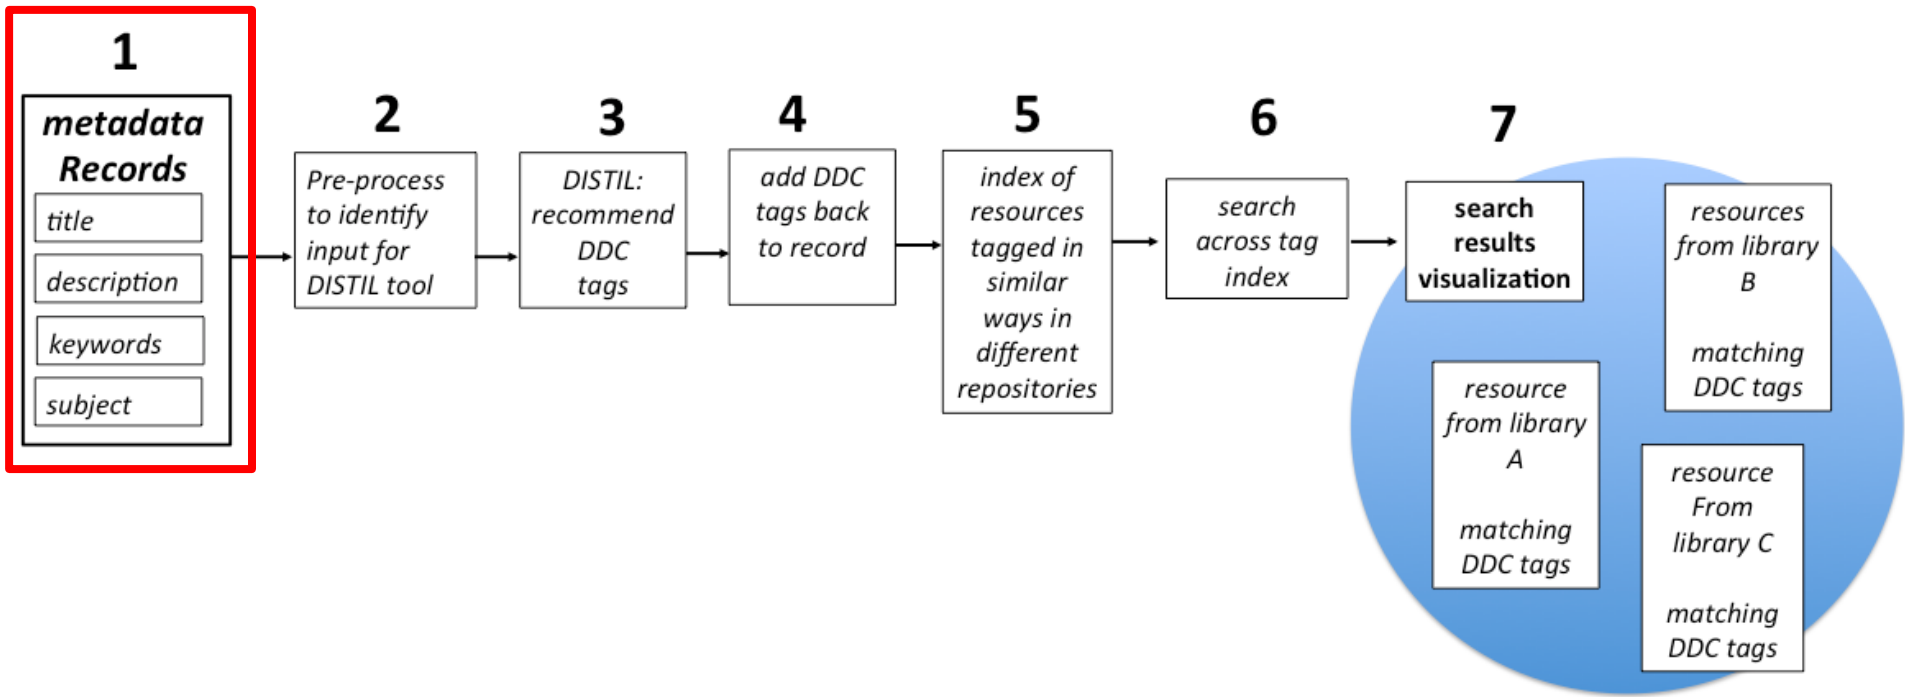 1
metadata
Records
title
description
keywords
subject
2
Pre-process
to identify
input for
DISTIL tool
3
DISTIL:
recommend
DDC
tags
4
add DDC
tags back
to record
5
index of
resources
tagged in
similar
ways in
different
repositories
6
search
across tag
index
7
search
results
visualization
resources
from library
B
matching
DDC tags
resource
from library
A
matching
DDC tags
resource
From
library C
matching
DDC tags